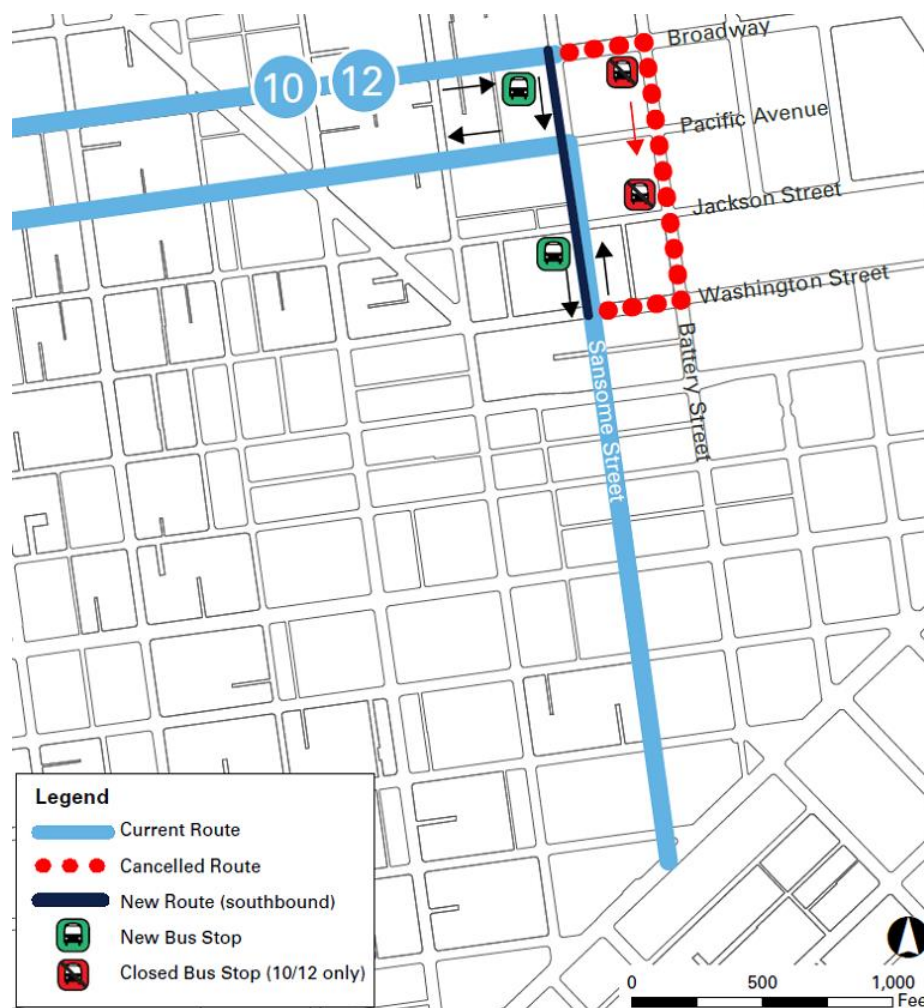 Broadway
10
12
Pacific Avenue
Jackson Street
Washington Street
Battery Street
Sansome Street
Legend
Current Route
Cancelled Route
New Route (southbound)
New Bus Stop
Closed Bus Stop (10/12 only)
0 500 1,000
Fee